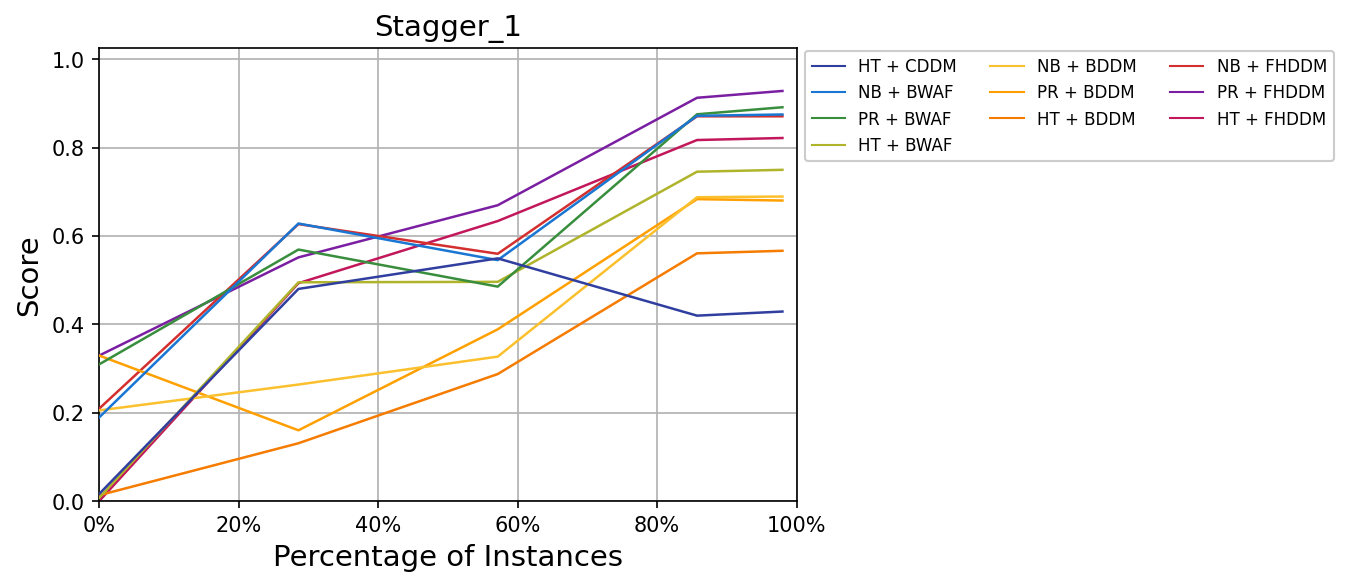 Stagger_1
1.0
0.8
0.6
0.4
0.2
0.0
Score
0%
20%
40%
60%
80%
100%
Percentage of Instances
HT + CDDM
NB + BWAF
PR + BWAF
HT + BWAF
NB + BDDM
PR + BDDM
HT + BDDM
NB + FHDDM
PR + FHDDM
HT + FHDDM